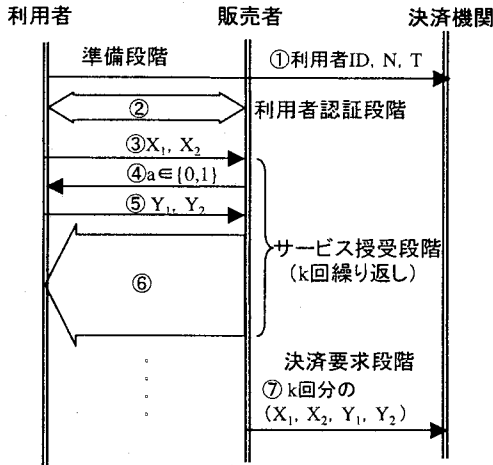 利用者 販売者 決済機関
準備段階
①利用者ID, N, T
② 利用者認証段階
③X₁, X₂
④a∈{0,1}
⑤ Y₁, Y₂
サービス授受段階
(k回繰り返し)
⑥
決済要求段階
⑦ k回分の
(X₁, X₂, Y₁, Y₂)